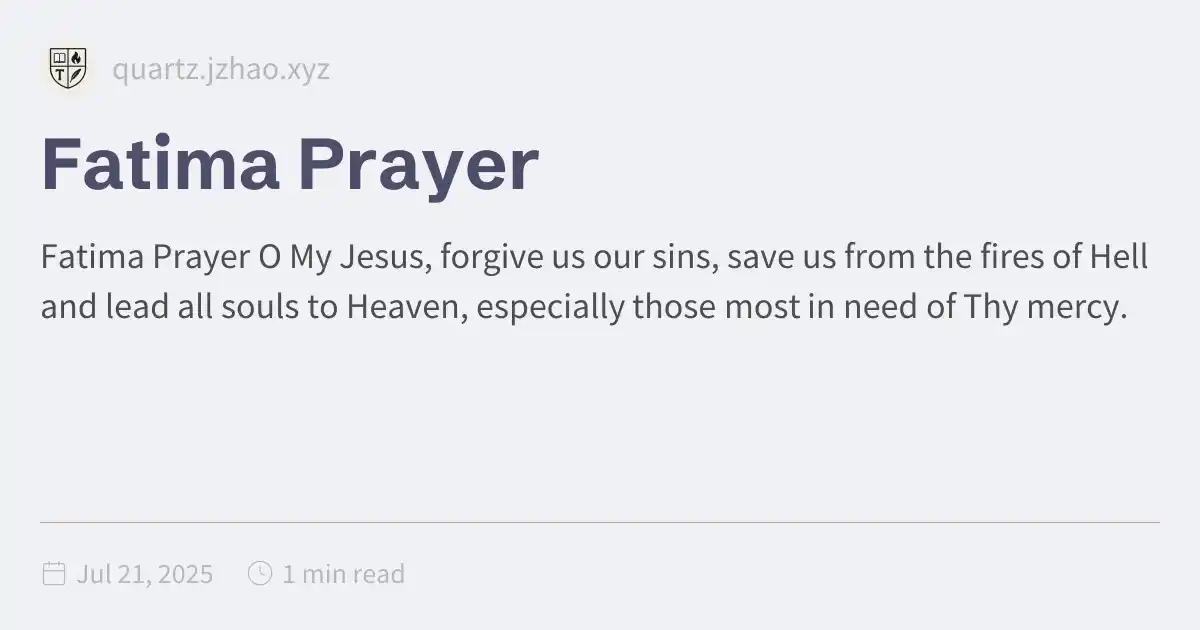 T
quartz.jzhao.xyz
Fatima Prayer
Fatima Prayer O My Jesus, forgive us our sins, save us from the fires of Hell
and lead all souls to Heaven, especially those most in need of Thy mercy.
Jul 21, 2025 1 min read